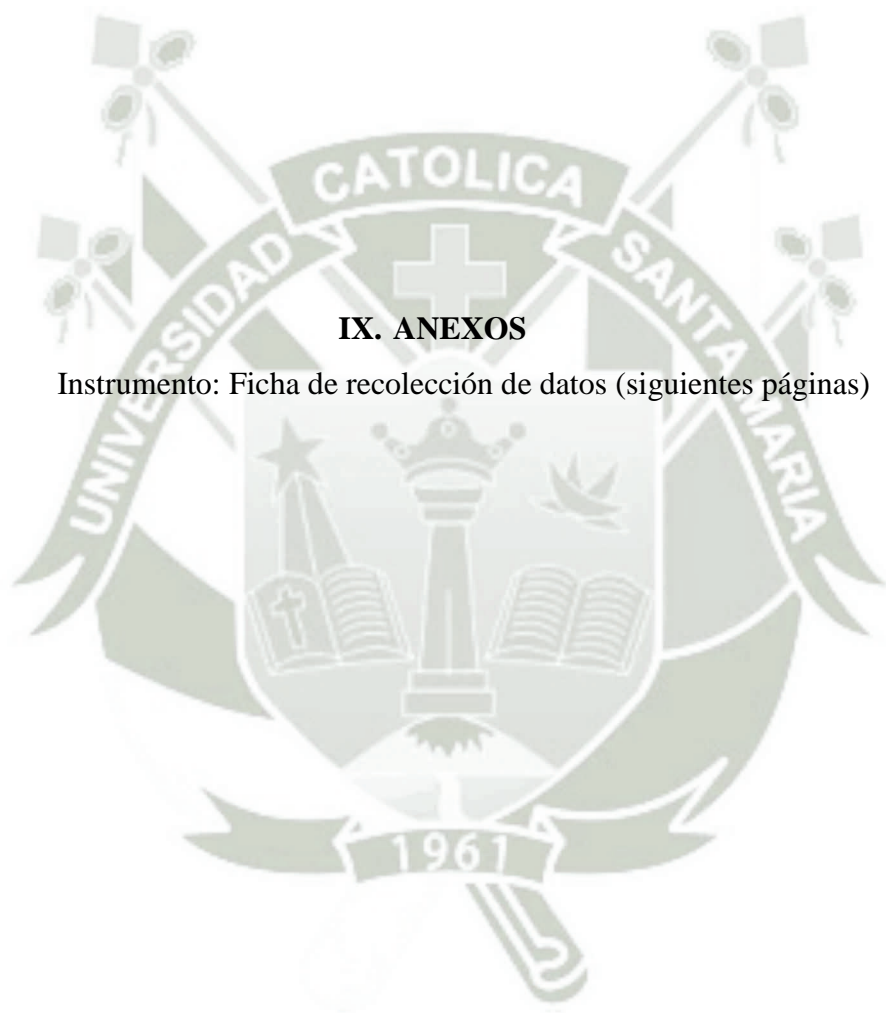 CATOLICA
UNIVERSIDAD
SANTA MARIA
IX. ANEXOS
Instrumento: Ficha de recolección de datos (siguientes páginas)
1961